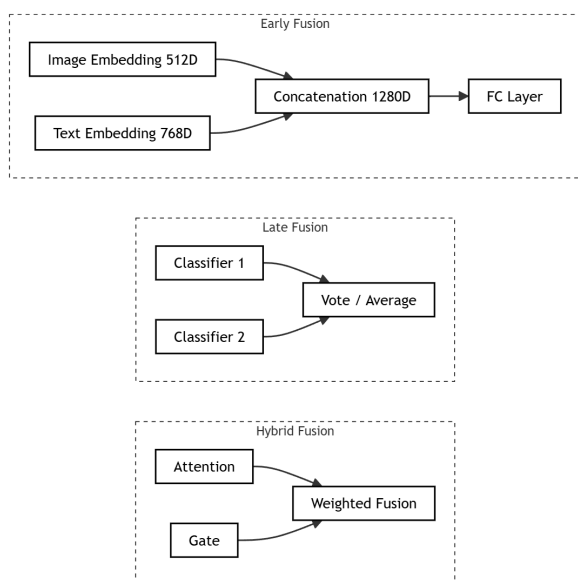 Early Fusion
Image Embedding 512D
Text Embedding 768D
Concatenation 1280D
FC Layer
Late Fusion
Classifier 1
Classifier 2
Vote / Average
Hybrid Fusion
Attention
Gate
Weighted Fusion